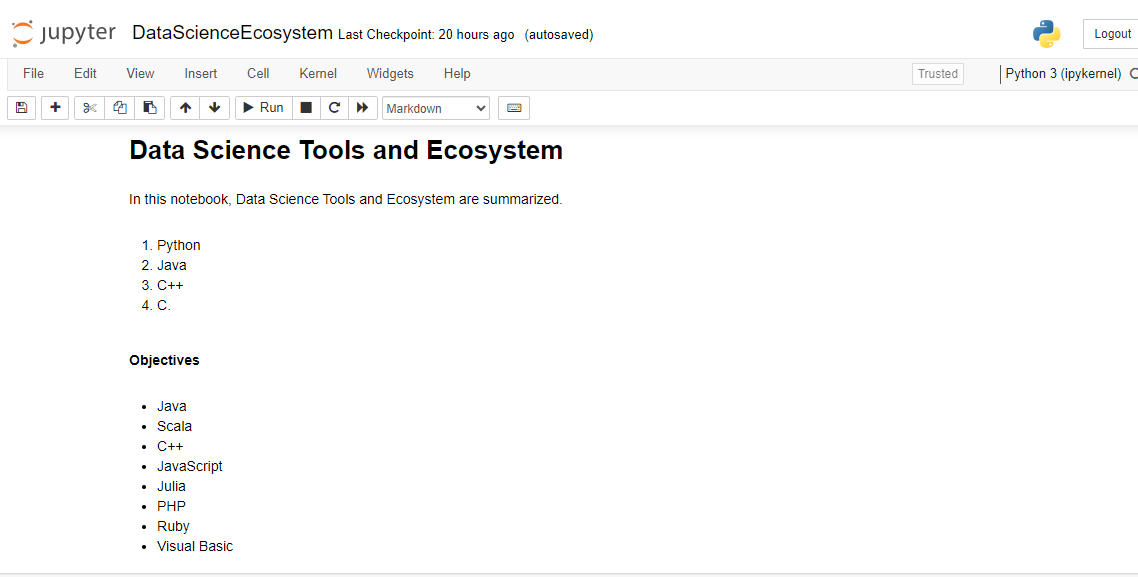 jupyter DataScienceEcosystem Last Checkpoint: 20 hours ago (autosaved)
Logout
File Edit View Insert Cell Kernel Widgets Help
Trusted
Python 3 (ipykernel)
Run
Markdown
Data Science Tools and Ecosystem
In this notebook, Data Science Tools and Ecosystem are summarized.
1. Python
2. Java
3. C++
4. C.
Objectives
• Java
• Scala
• C++
• JavaScript
• Julia
• PHP
• Ruby
• Visual Basic